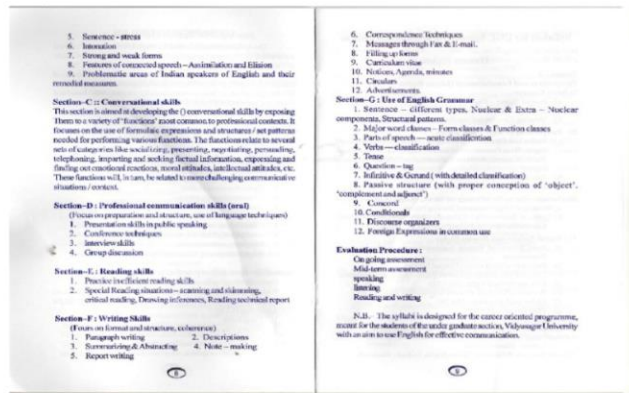 5. Sentence - stress
6. Intonation
7. Strong and weak forms
8. Features of connected speech – Assimilation and Elision
9. Problematic areas of Indian speakers of English and their
remedial measures.
Section–C :: Conversational skills
This section is aimed at developing the () conversational skills by exposing
Them to a variety of "functions" most common to professional contexts. It
focuses on the use of formulaic expressions and structures / set patterns
needed for performing various functions. The functions relate to several
sets of categories like socializing, presenting, negotiating, persuading,
telephoning, imparting and seeking factual information, expressing and
finding out emotional reactions, moral attitudes, intellectual attitudes, etc.
These functions will, in turn, be related to more challenging communicative
situations / context.
Section–D : Professional communication skills (oral)
(Focus on preparation and structure, use of language techniques)
1. Presentation skills in public speaking
2. Conference techniques
3. Interview skills
4. Group discussion
Section–E : Reading skills
1. Practice in efficient reading skills
2. Special Reading situations – scanning and skimming,
critical reading, Drawing inferences, Reading technical report
Section–F : Writing Skills
(Fours on format and structure, coherence)
1. Paragraph writing 2. Descriptions
3. Summarizing & Abstracting 4. Note – making
5. Report writing
6. Correspondence Techniques
7. Messages through Fax & E-mail.
8. Filling up forms
9. Curriculum vitae
10. Notices, Agenda, minutes
11. Circulars
12. Advertisements.
Section–G : Use of English Grammar
1. Sentence – different types, Nuclear & Extra – Nuclear
components, Structural patterns.
2. Major word classes – Form classes & Function classes
3. Parts of speech – acute classification
4. Verbs – classification
5. Tense
6. Question – tag
7. Infinitive & Gerund ( with detailed classification)
8. Passive structure (with proper conception of 'object',
'complement and adjunct')
9. Concord
10. Conditionals
11. Discourse organizers
12. Foreign Expressions in common use
Evaluation Procedure :
On going assessment
Mid-term assessment
speaking
listening
Reading and writing
N.B. The syllabi is designed for the career oriented programme,
meant for the students of the under graduate section, Vidyasagar University
with an aim to use English for effective communication.